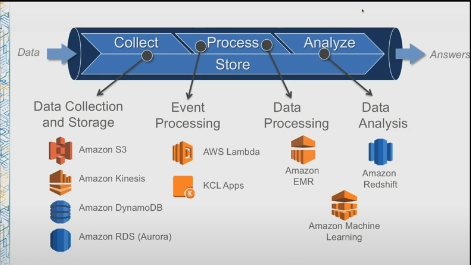 Data
Collect
Process
Analyze
Store
Answers
Data Collection
and Storage
Event
Processing
Data
Processing
Data
Analysis
Amazon S3
Amazon Kinesis
Amazon DynamoDB
Amazon RDS (Aurora)
AWS Lambda
KCL Apps
K
Amazon
EMR
Amazon
Redshift
Amazon Machine
Learning